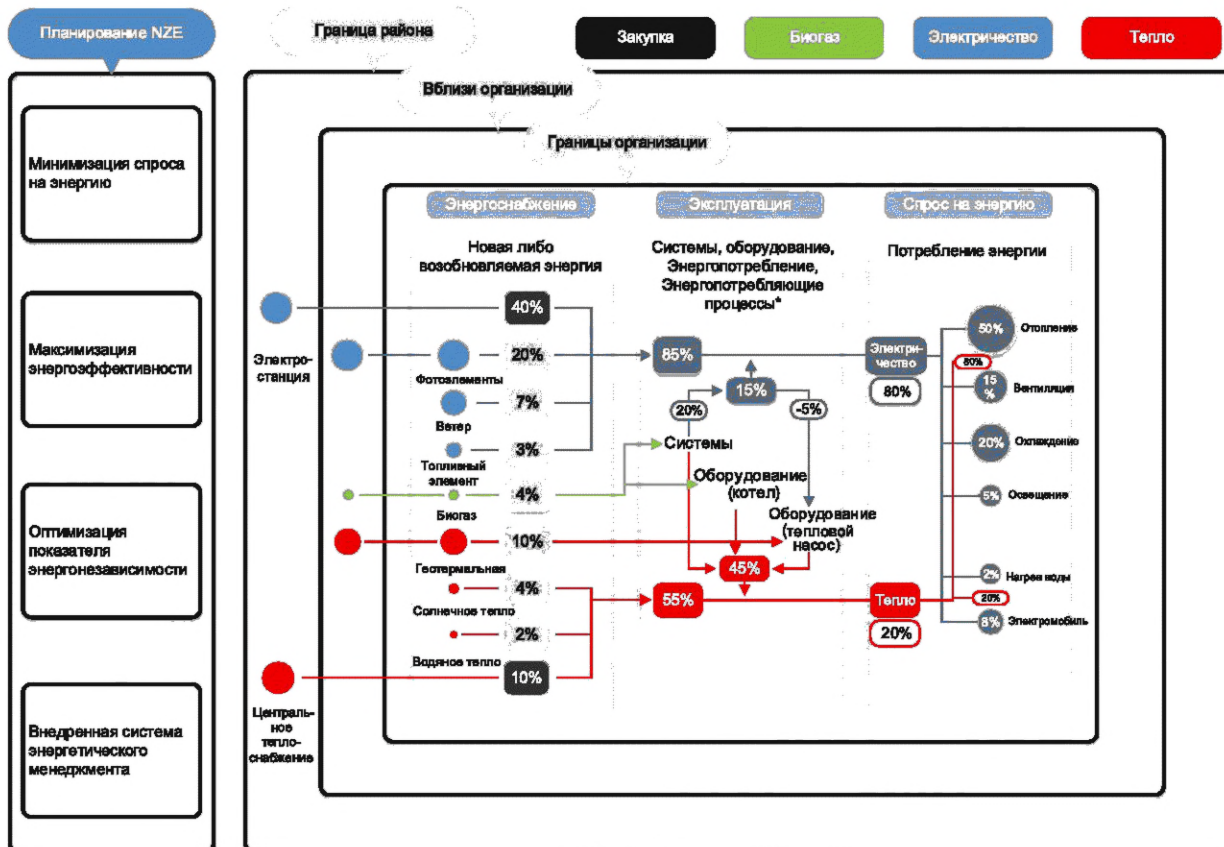 Планирование NZE
Граница района
Закупка
Биогаз
Электричество
Тепло
Вблизи организации
Границы организации
Минимизация спроса
на энергию
Максимизация
энергоэффективности
Оптимизация
показателя
энергонезависимости
Внедренная система
энергетического
менеджмента
Энергоснабжение
Эксплуатация
Спрос на энергию
Новая либо
возобновляемая энергия
Системы, оборудование,
Энергопотребление,
Энергопотребляющие
процессы*
Потребление энергии
Электро-
станция
40%
20%
Фотоэлементы
7%
Ветер
3%
Топливный
элемент
4%
Биогаз
10%
Геотермальная
4%
Солнечное тепло
2%
Водяное тепло
10%
Централь-
ное
тепло-
снабжение
85%
15%
20%
-5%
Системы
Оборудование
(котел)
Оборудование
(тепловой
насос)
45%
55%
Электри-
чество
80%
Тепло
20%
50%
Отопление
80%
15
%
Вентиляция
20%
Охлаждение
5%
Освещение
2%
Нагрев воды
20%
8%
Электромобиль